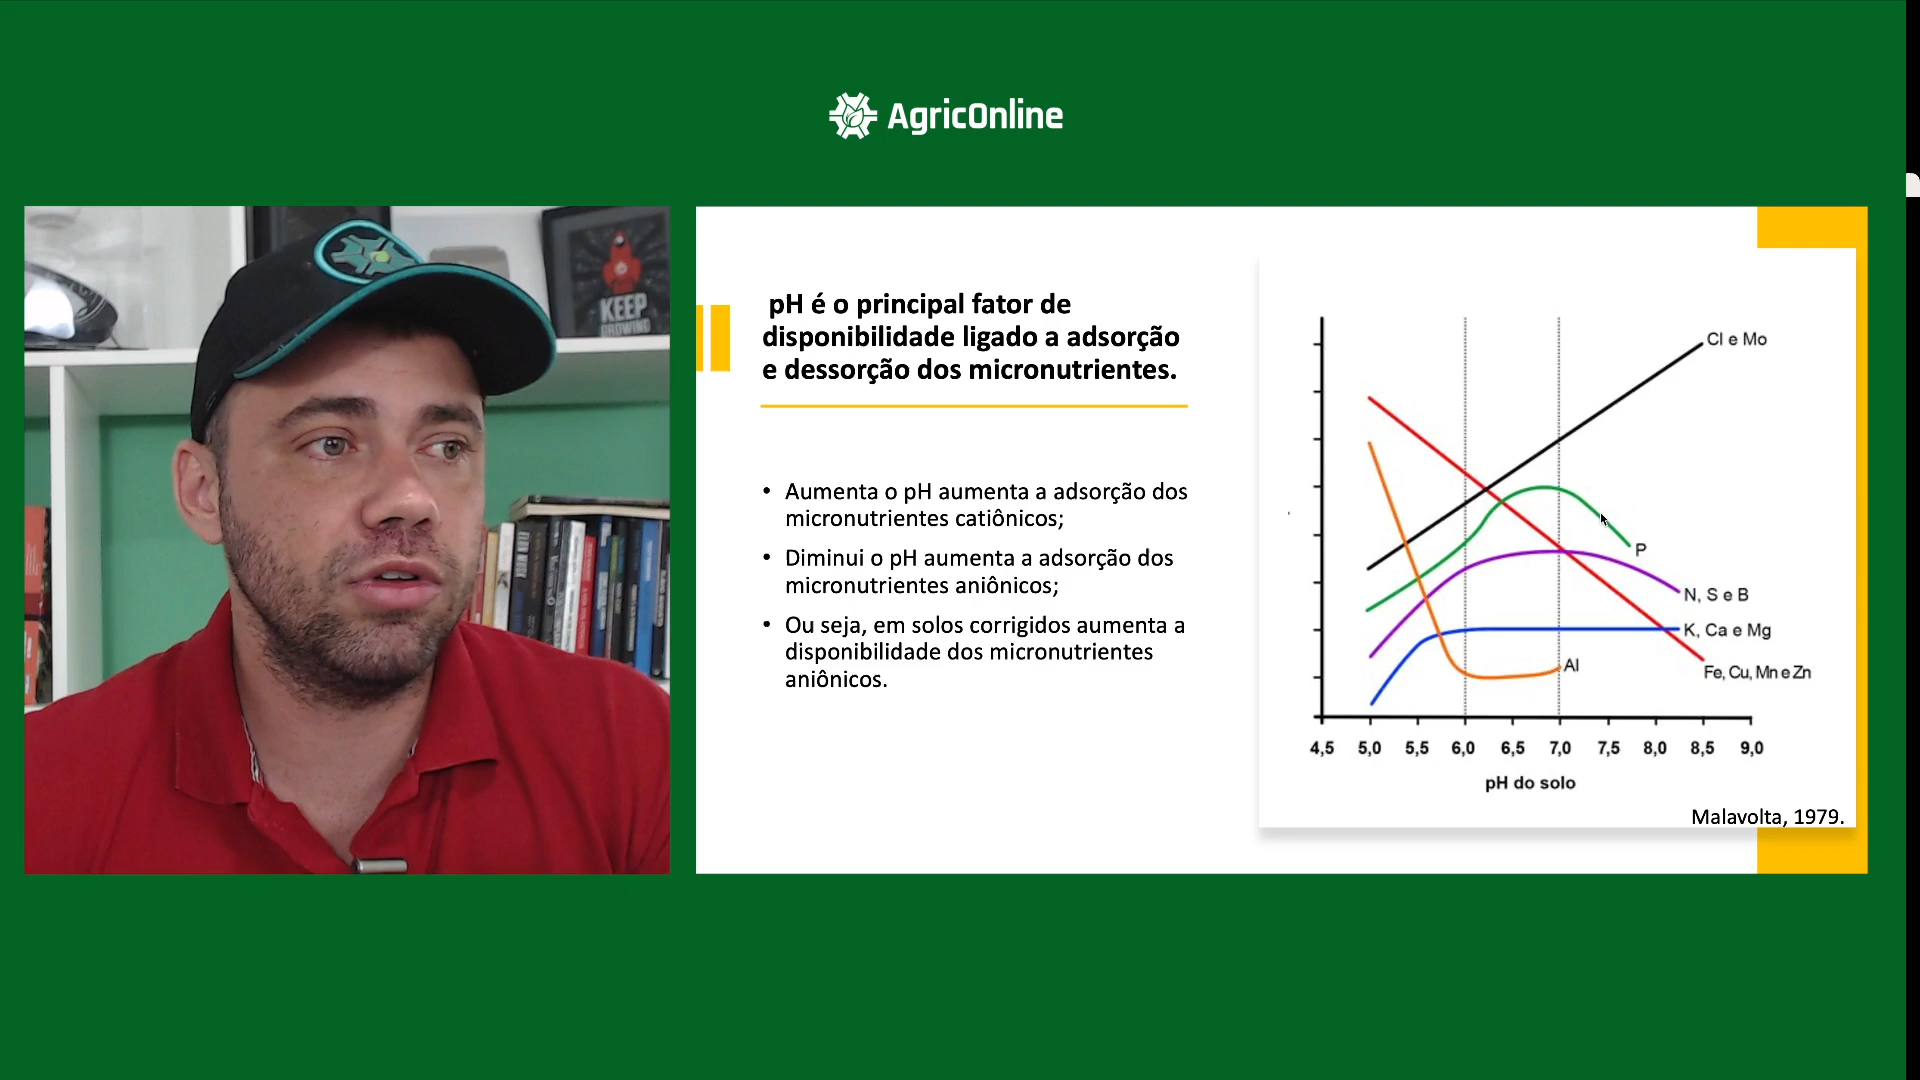 AgricOnline
KEEP
GROWING
pH é o principal fator de
disponibilidade ligado a adsorção
e dessorção dos micronutrientes.
• Aumenta o pH aumenta a adsorção dos
micronutrientes catiônicos;
• Diminui o pH aumenta a adsorção dos
micronutrientes aniônicos;
• Ou seja, em solos corrigidos aumenta a
disponibilidade dos micronutrientes
aniônicos.
Cl e Mo
P
N, S e B
K, Ca e Mg
Al
Fe, Cu, Mn e Zn
4,5 5,0 5,5 6,0 6,5 7,0 7,5 8,0 8,5 9,0
pH do solo
Malavolta, 1979.